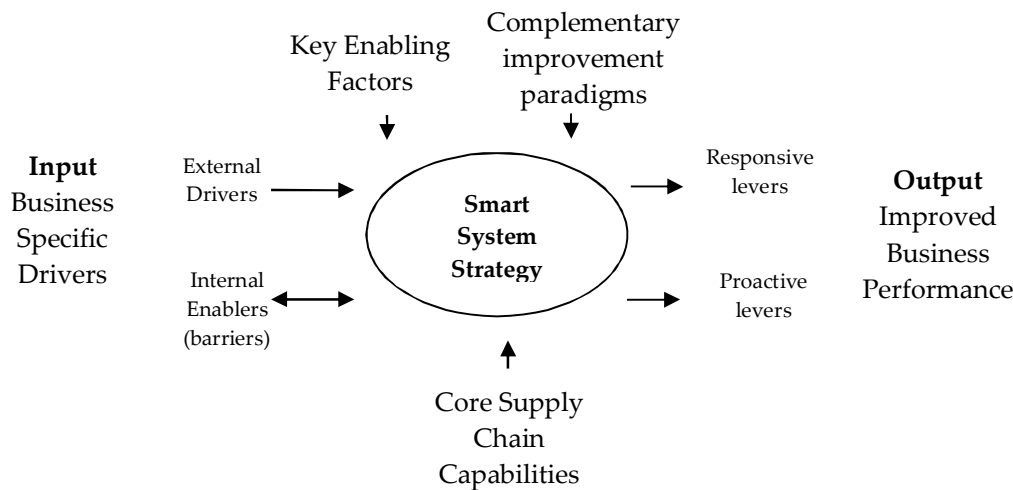 Key Enabling
Factors
Complementary
improvement
paradigms
Input
Business
Specific
Drivers
External
Drivers
Internal
Enablers
(barriers)
Smart
System
Strategy
Responsive
levers
Proactive
levers
Output
Improved
Business
Performance
Core Supply
Chain
Capabilities